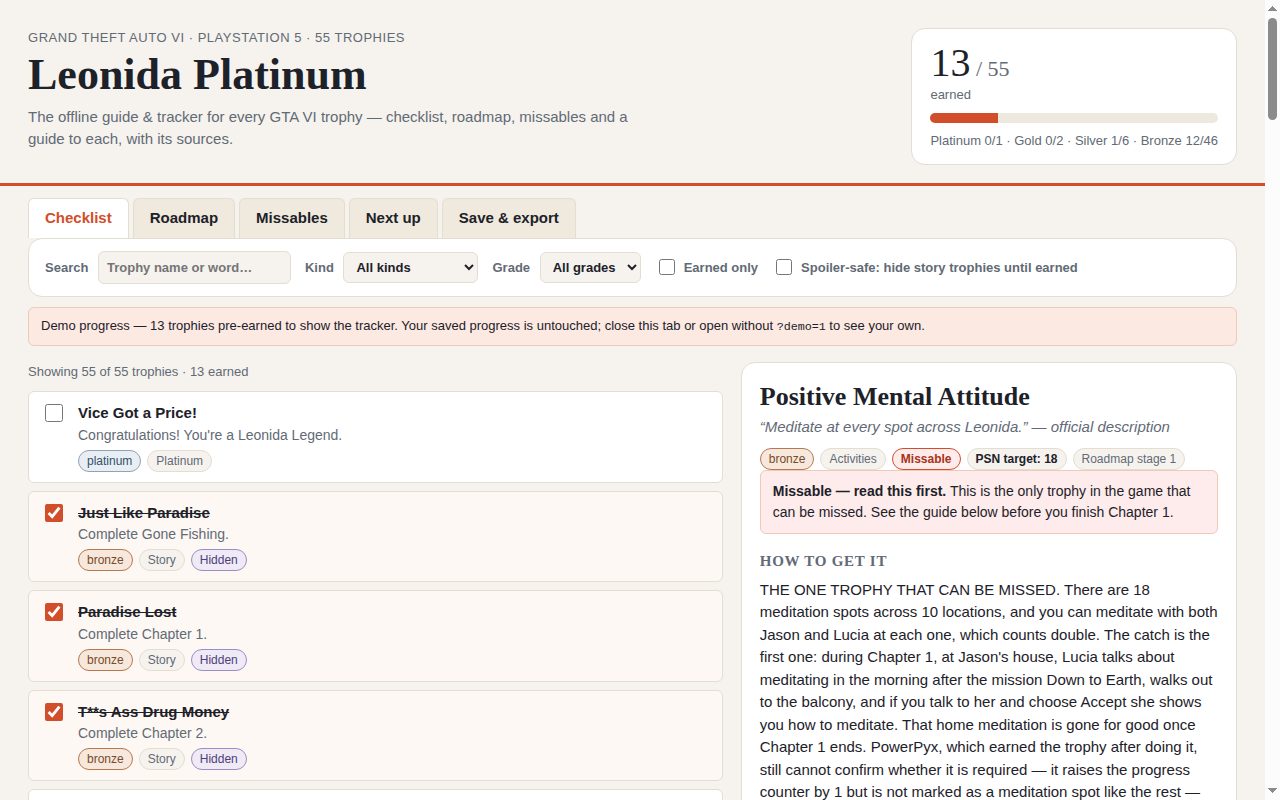 GRAND THEFT AUTO VI · PLAYSTATION 5 · 55 TROPHIES
Leonida Platinum
The offline guide & tracker for every GTA VI trophy — checklist, roadmap, missables and a
guide to each, with its sources.
13 / 55
earned
Platinum 0/1 · Gold 0/2 · Silver 1/6 · Bronze 12/46
Checklist
Roadmap
Missables
Next up
Save & export
Search
Trophy name or word…
Kind
All kinds
Grade
All grades
Earned only
Spoiler-safe: hide story trophies until earned
Demo progress — 13 trophies pre-earned to show the tracker. Your saved progress is untouched; close this tab or open without ?demo=1 to see your own.
Showing 55 of 55 trophies · 13 earned
Vice Got a Price!
Congratulations! You're a Leonida Legend.
platinum
Platinum
Just Like Paradise
Complete Gone Fishing.
bronze
Story
Hidden
Paradise Lost
Complete Chapter 1.
bronze
Story
Hidden
T**s Ass Drug Money
Complete Chapter 2.
bronze
Story
Hidden
Positive Mental Attitude
“Meditate at every spot across Leonida.” — official description
bronze
Activities
Missable
PSN target: 18
Roadmap stage 1
Missable — read this first. This is the only trophy in the game that
can be missed. See the guide below before you finish Chapter 1.
HOW TO GET IT
THE ONE TROPHY THAT CAN BE MISSED. There are 18
meditation spots across 10 locations, and you can meditate with both
Jason and Lucia at each one, which counts double. The catch is the
first one: during Chapter 1, at Jason's house, Lucia talks about
meditating in the morning after the mission Down to Earth, walks out
to the balcony, and if you talk to her and choose Accept she shows
you how to meditate. That home meditation is gone for good once
Chapter 1 ends. PowerPyx, which earned the trophy after doing it,
still cannot confirm whether it is required — it raises the progress
counter by 1 but is not marked as a meditation spot like the rest —